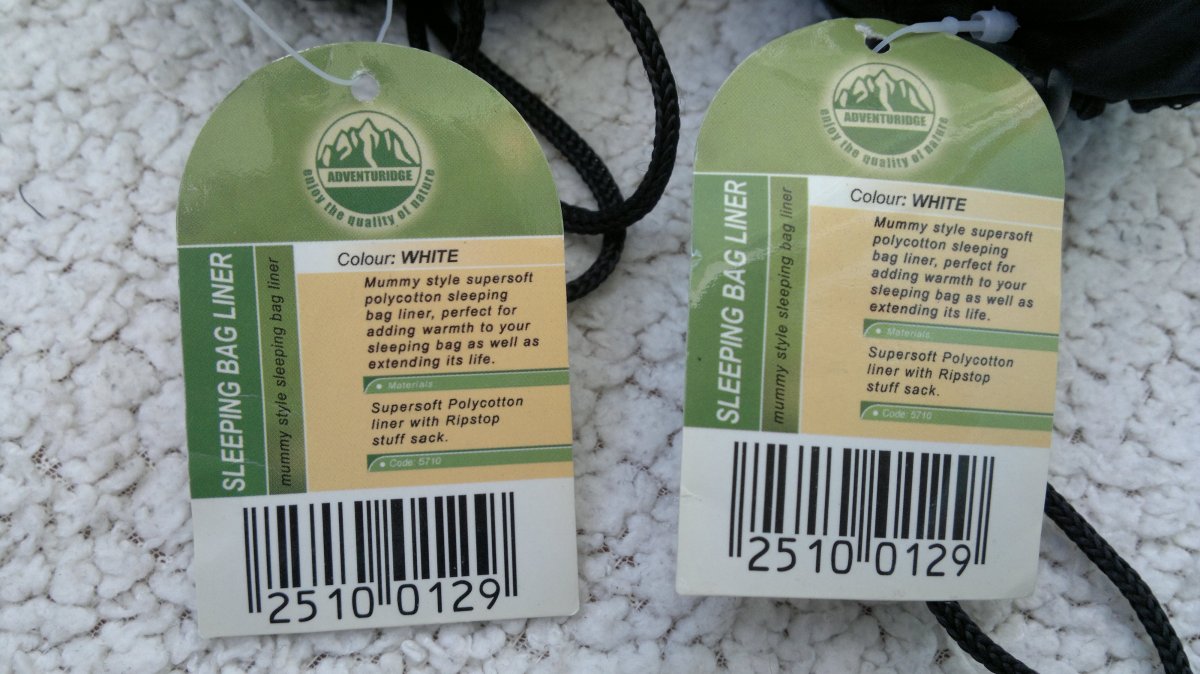 ADVENTURIDGE
enjoy the quality of nature
SLEEPING BAG LINER
mummy style sleeping bag liner
Colour: WHITE
Mummy style supersoft
polycotton sleeping
bag liner, perfect for
adding warmth to your
sleeping bag as well as
extending its life.
Materials
Supersoft Polycotton
liner with Ripstop
stuff sack.
Code: 5710
2510 0129
ADVENTURIDGE
enjoy the quality of nature
SLEEPING BAG LINER
mummy style sleeping bag liner
Colour: WHITE
Mummy style supersoft
polycotton sleeping
bag liner, perfect for
adding warmth to your
sleeping bag as well as
extending its life.
Materials
Supersoft Polycotton
liner with Ripstop
stuff sack.
Code: 5710
2510 0129